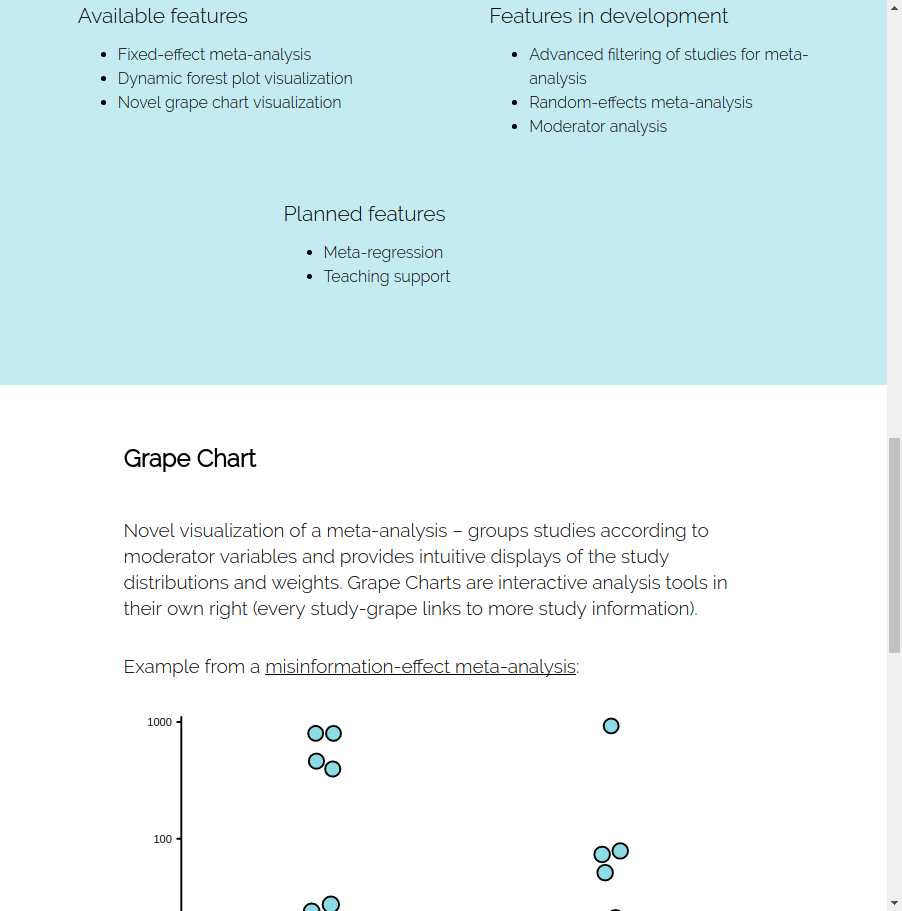 Available features
Fixed-effect meta-analysis
Dynamic forest plot visualization
Novel grape chart visualization
Features in development
Advanced filtering of studies for meta-
analysis
Random-effects meta-analysis
Moderator analysis
Planned features
Meta-regression
Teaching support
Grape Chart
Novel visualization of a meta-analysis – groups studies according to
moderator variables and provides intuitive displays of the study
distributions and weights. Grape Charts are interactive analysis tools in
their own right (every study-grape links to more study information).
Example from a misinformation-effect meta-analysis:
1000
100